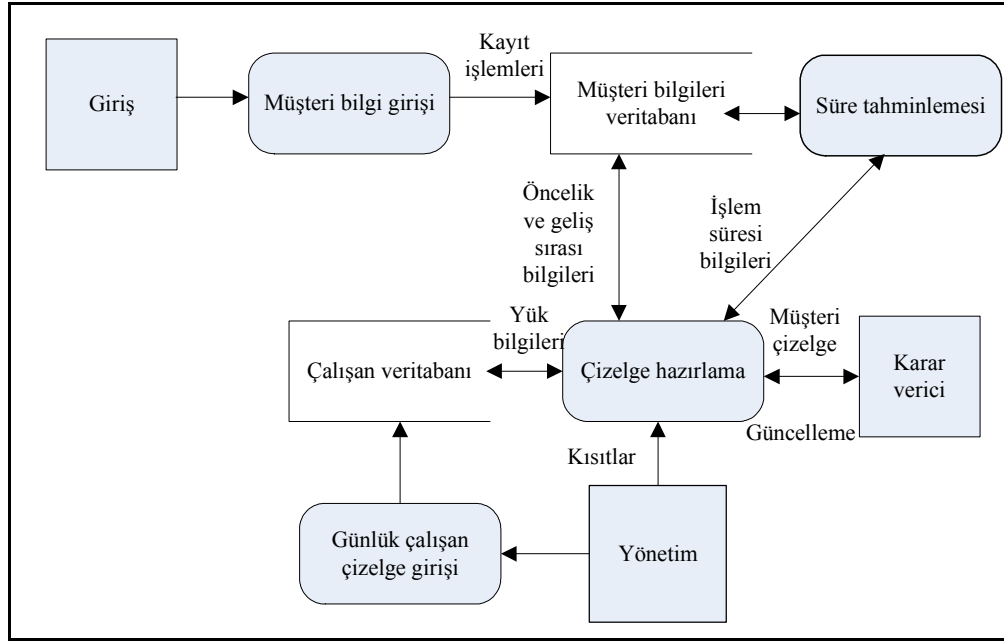 Giriş
Müşteri bilgi girişi
Kayıt
işlemleri
Müşteri bilgileri
veritabanı
Süre tahminlemesi
Öncelik
ve geliş
sırası
bilgileri
İşlem
süresi
bilgileri
Çalışan veritabanı
Yük
bilgileri
Çizelge hazırlama
Müşteri
çizelge
Güncelleme
Karar
verici
Kısıtlar
Günlük çalışan
çizelge girişi
Yönetim